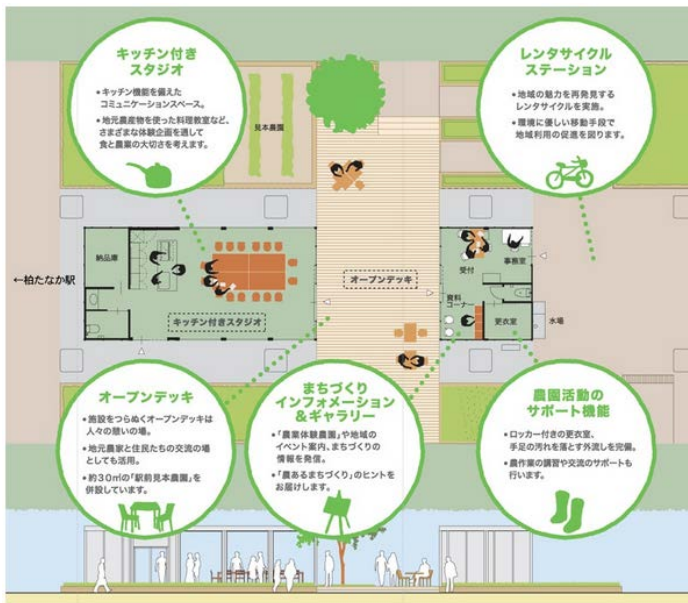 キッチン付き
スタジオ
・キッチン機能を備えた
コミュニケーションスペース。
・地元農産物を使った料理教室など、
さまざまな体験企画を通して
食と農業の大切さを考えます。
レンタサイクル
ステーション
・地域の魅力を再発見する
レンタサイクルを実施。
・環境に優しい移動手段で
地域利用の促進を図ります。
見本農園
←柏たなか駅
納品庫
キッチン付きスタジオ
オープンデッキ
受付
事務室
資料
コーナー
更衣室
水場
オープンデッキ
・施設をつらぬくオープンデッキは
人々の憩いの場。
・地元農家と住民たちの交流の場
としても活用。
・約30㎡の「駅前見本農園」を
併設しています。
まちづくり
インフォメーション
&ギャラリー
・「農業体験農園」や地域の
イベント案内、まちづくりの
情報を発信。
・「農あるまちづくり」のヒントを
お届けします。
農園活動の
サポート機能
・ロッカー付きの更衣室、
手足の汚れを落とす外流しを完備。
・農作業の講習や交流のサポートも
行います。